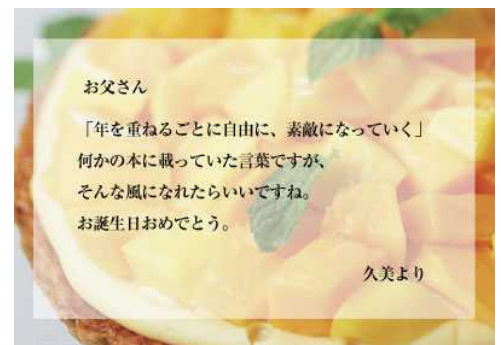 お父さん
「年を重ねるごとに自由に、素敵になっていく」
何かの本に載っていた言葉ですが、
そんな風になれたらいいですね。
お誕生日おめでとう。
久美より